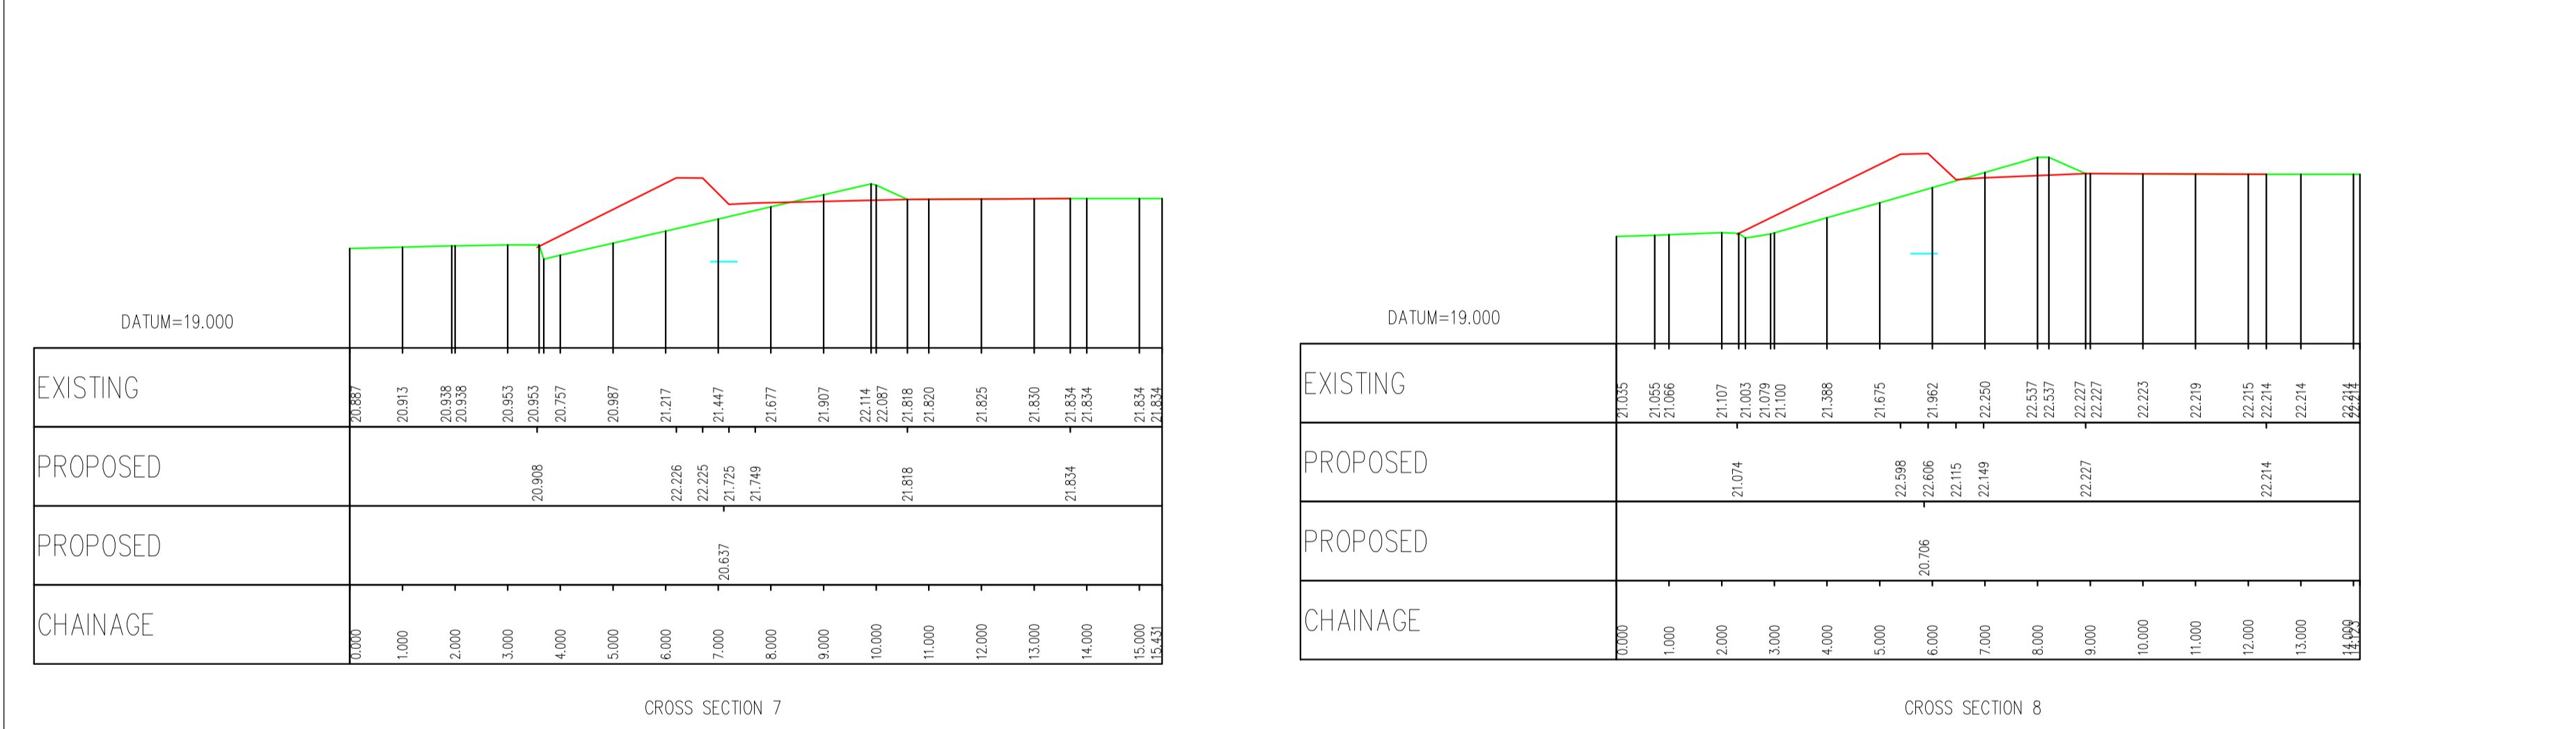 DATUM=19.000
EXISTING 20.887 20.913 20.938 20.938 20.953 20.953 20.757 20.987 21.217 21.447 21.677 21.907 22.114 22.087 21.818 21.820 21.825 21.830 21.834 21.834 21.834 21.834
PROPOSED 20.908 22.226 22.225 21.725 21.749 21.818 21.834
PROPOSED 20.637
CHAINAGE 0.000 1.000 2.000 3.000 4.000 5.000 6.000 7.000 8.000 9.000 10.000 11.000 12.000 13.000 14.000 15.000 15.431
CROSS SECTION 7
DATUM=19.000
EXISTING 21.035 21.055 21.066 21.107 21.003 21.079 21.100 21.388 21.675 21.962 22.250 22.537 22.537 22.227 22.227 22.223 22.219 22.215 22.214 22.214 22.214 22.214
PROPOSED 21.074 22.598 22.606 22.115 22.149 22.227 22.214
PROPOSED 20.706
CHAINAGE 0.000 1.000 2.000 3.000 4.000 5.000 6.000 7.000 8.000 9.000 10.000 11.000 12.000 13.000 14.000 14.123
CROSS SECTION 8